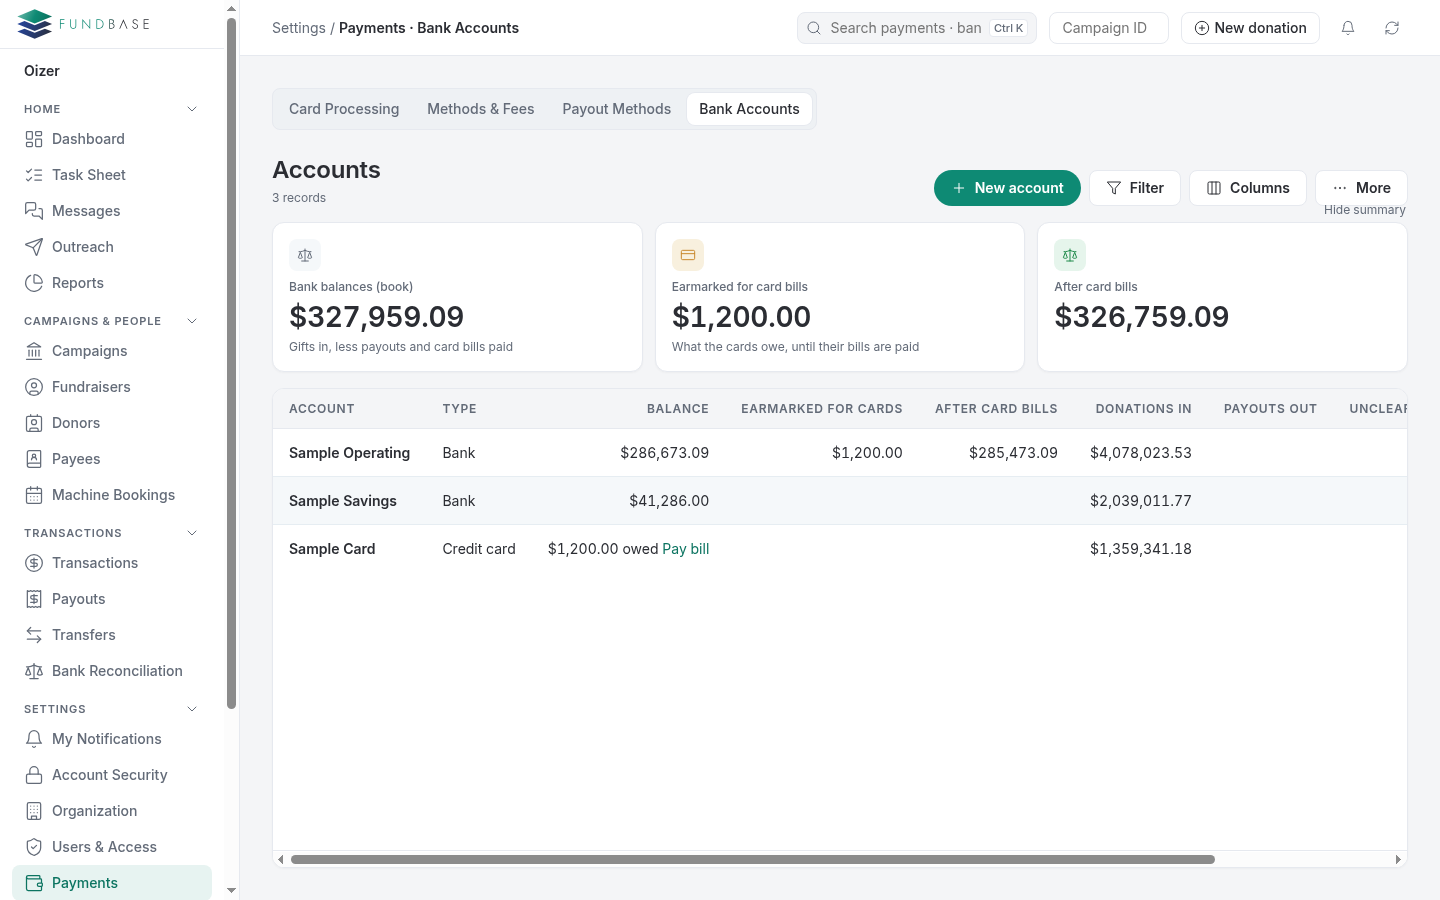 FUNDBASE
Settings / Payments · Bank Accounts
Search payments · ban
Ctrl K
Campaign ID
New donation
Oizer
HOME
Dashboard
Task Sheet
Messages
Outreach
Reports
CAMPAIGNS & PEOPLE
Campaigns
Fundraisers
Donors
Payees
Machine Bookings
TRANSACTIONS
Transactions
Payouts
Transfers
Bank Reconciliation
SETTINGS
My Notifications
Account Security
Organization
Users & Access
Payments
Card Processing
Methods & Fees
Payout Methods
Bank Accounts
Accounts
3 records
New account
Filter
Columns
More
Hide summary
Bank balances (book)
$327,959.09
Gifts in, less payouts and card bills paid
Earmarked for card bills
$1,200.00
What the cards owe, until their bills are paid
After card bills
$326,759.09
ACCOUNT TYPE BALANCE EARMARKED FOR CARDS AFTER CARD BILLS DONATIONS IN PAYOUTS OUT UNCLEAR
Sample Operating Bank $286,673.09 $1,200.00 $285,473.09 $4,078,023.53
Sample Savings Bank $41,286.00 $2,039,011.77
Sample Card Credit card $1,200.00 owed Pay bill $1,359,341.18